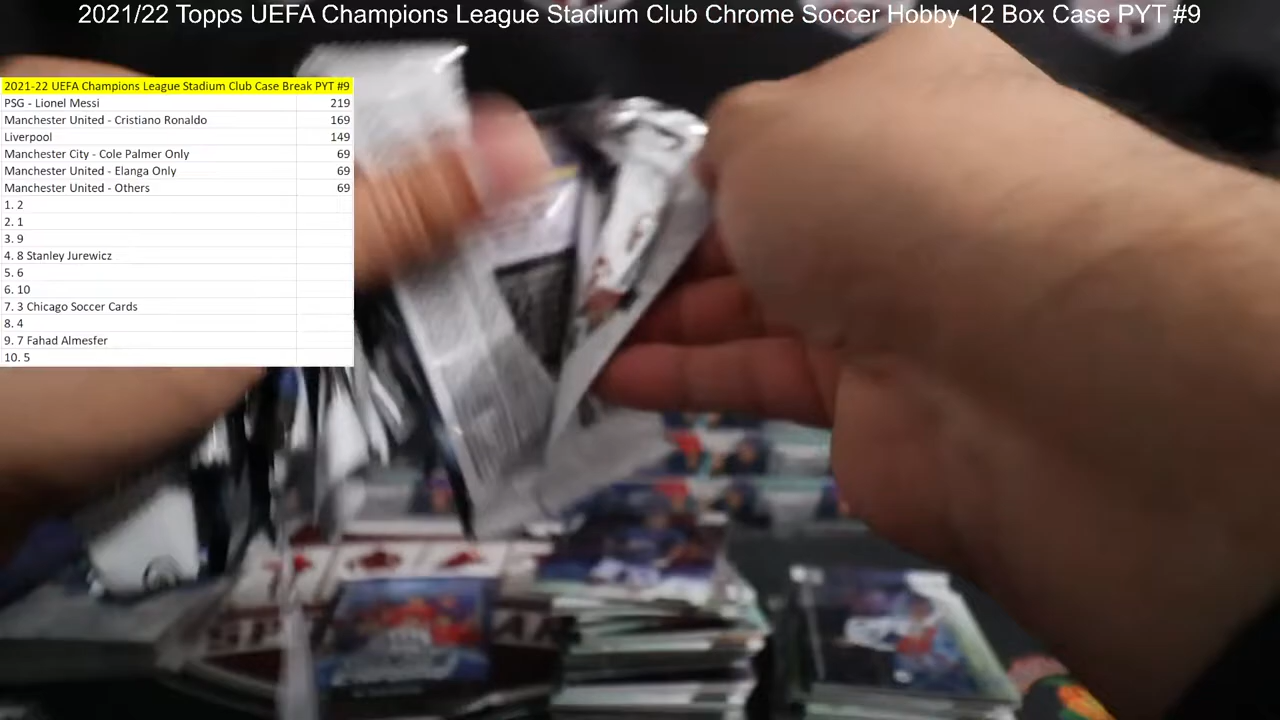 2021/22 Topps UEFA Champions League Stadium Club Chrome Soccer Hobby 12 Box Case PYT #9
2021-22 UEFA Champions League Stadium Club Case Break PYT #9
PSG - Lionel Messi 219
Manchester United - Cristiano Ronaldo 169
Liverpool 149
Manchester City - Cole Palmer Only 69
Manchester United - Elanga Only 69
Manchester United - Others 69
1. 2
2. 1
3. 9
4. 8 Stanley Jurewicz
5. 6
6. 10
7. 3 Chicago Soccer Cards
8. 4
9. 7 Fahad Almesfer
10. 5